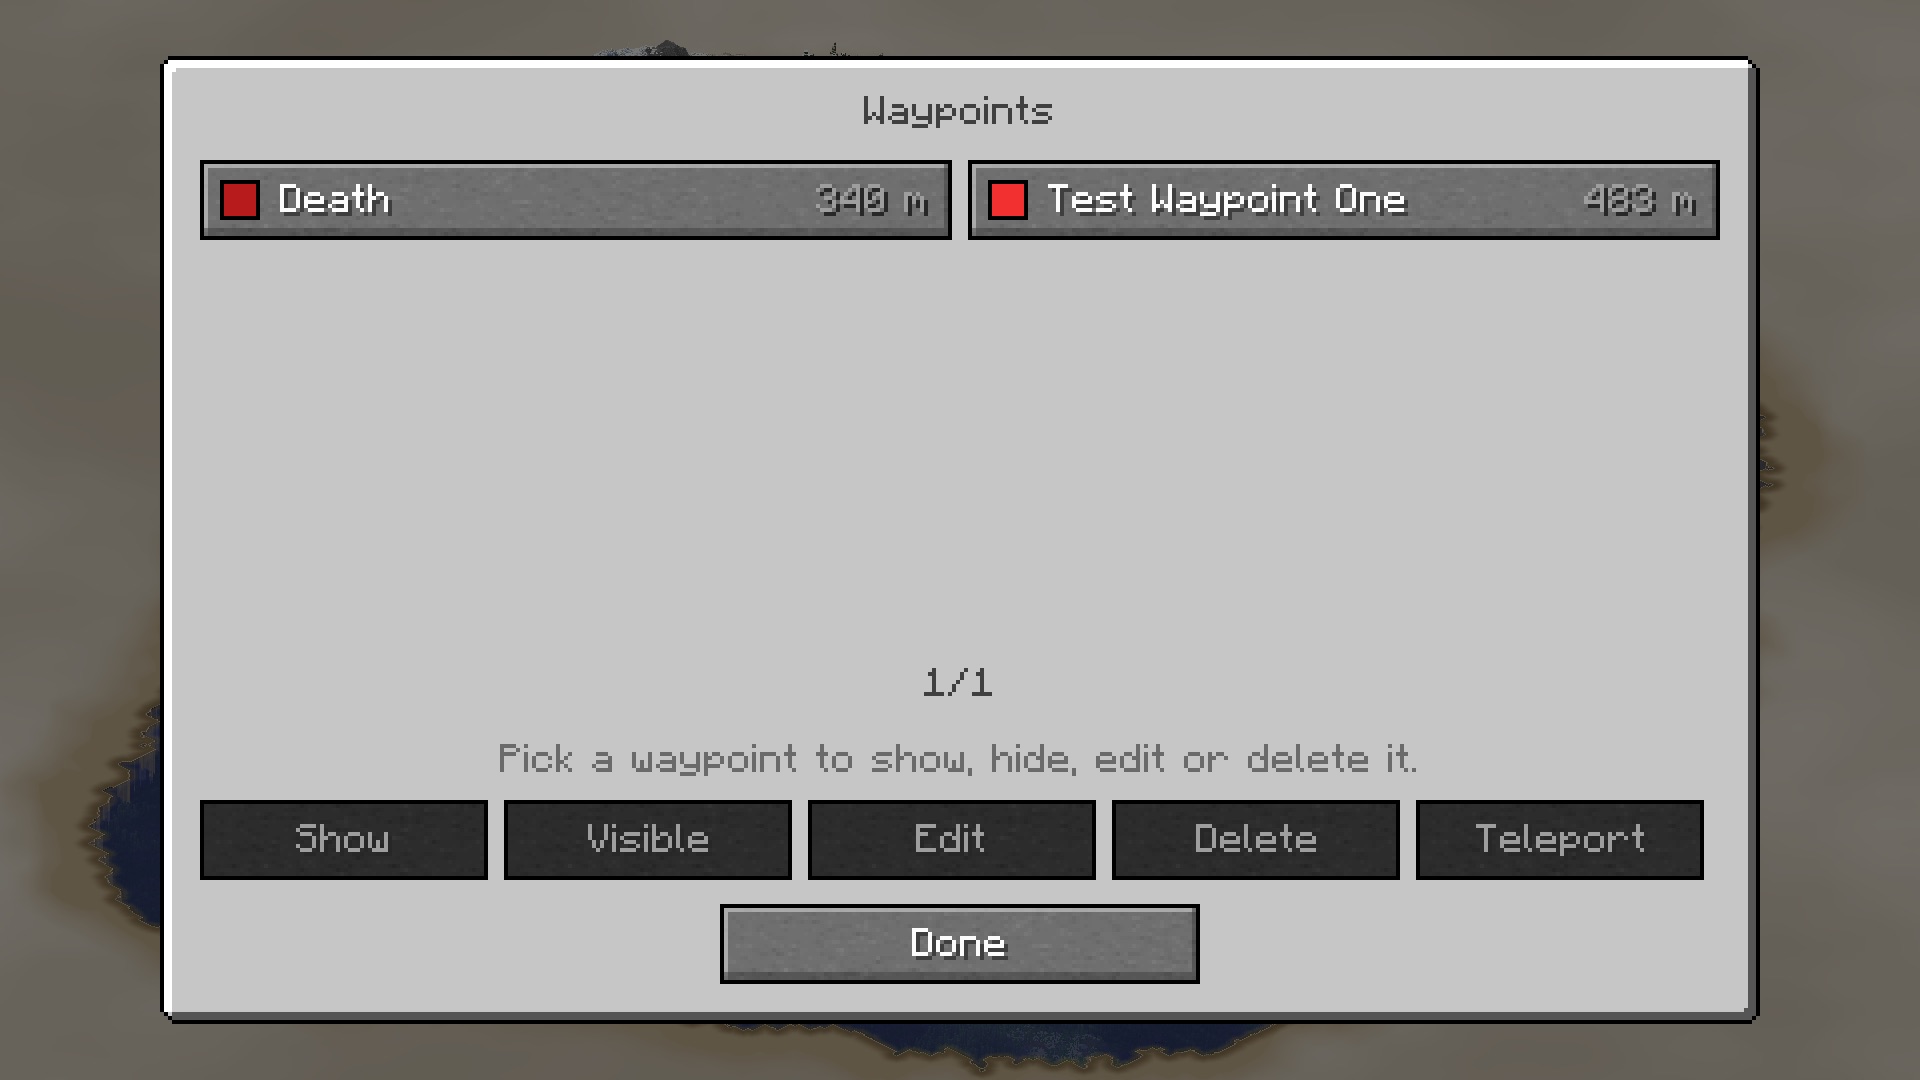 Waypoints
Death 340 m
Test Waypoint One 483 m
1/1
Pick a waypoint to show, hide, edit or delete it.
Show Visible Edit Delete Teleport
Done